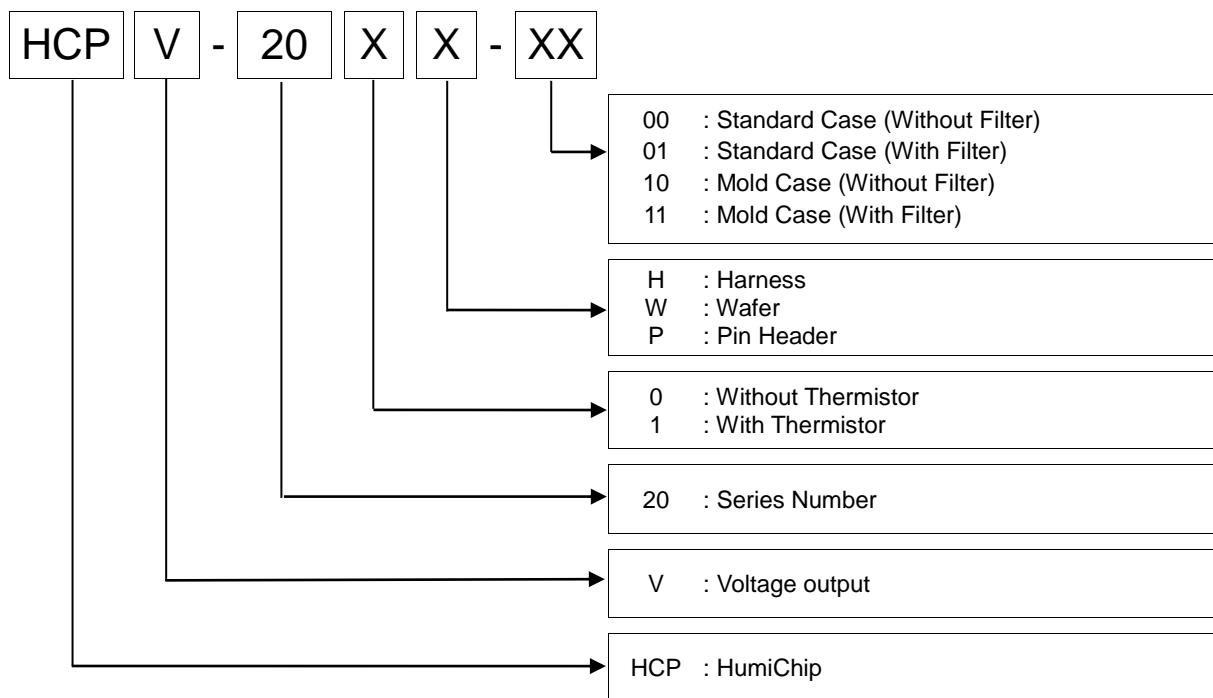 HCP V - 20 X X - XX
00 : Standard Case (Without Filter)
01 : Standard Case (With Filter)
10 : Mold Case (Without Filter)
11 : Mold Case (With Filter)
H : Harness
W : Wafer
P : Pin Header
0 : Without Thermistor
1 : With Thermistor
20 : Series Number
V : Voltage output
HCP : HumiChip